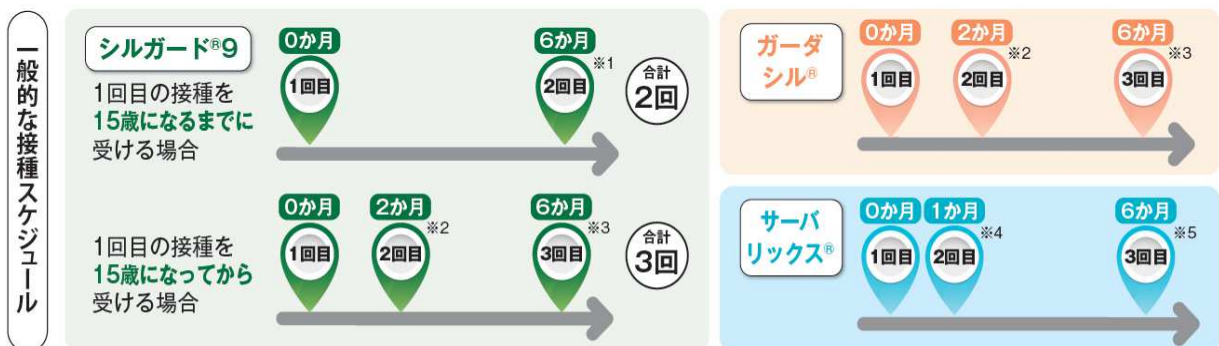 一般的な接種スケジュール
シルガード®9
1回目の接種を
15歳になるまでに
受ける場合
0か月
1回目
6か月
※1
2回目
合計
2回
1回目の接種を
15歳になってから
受ける場合
0か月
1回目
2か月
※2
2回目
6か月
※3
3回目
合計
3回
ガーダ
シル®
0か月
1回目
2か月
※2
2回目
6か月
※3
3回目
サーバ
リックス®
0か月
1回目
1か月
※4
2回目
6か月
※5
3回目